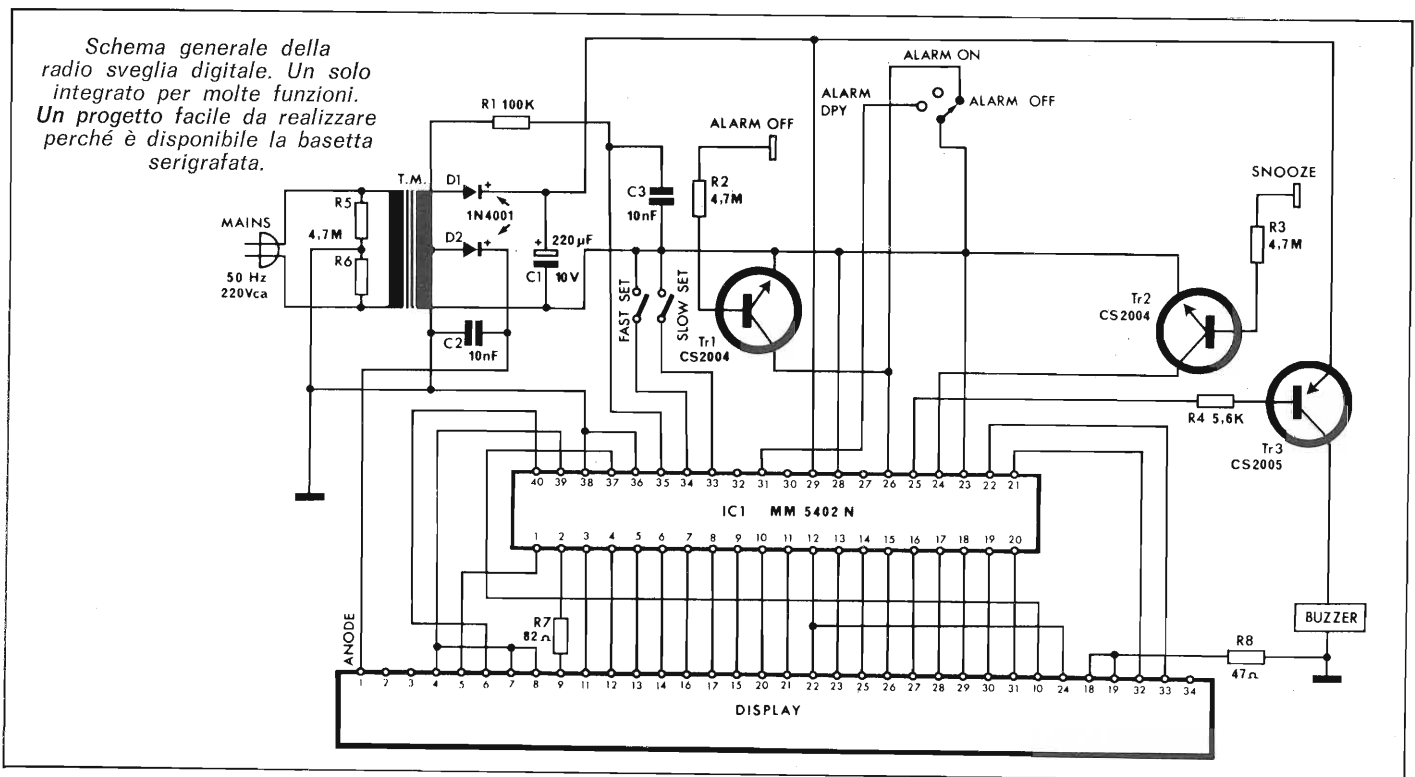 Schema generale della
radio sveglia digitale. Un solo
integrato per molte funzioni.
Un progetto facile da realizzare
perché è disponibile la basetta
serigrafata.
ALARM ON
ALARM
DPY
ALARM OFF
R1 100K
ALARM OFF
T.M.
D1
+
1N4001
D2
+
C3
10nF
R2
4,7M
SNOOZE
R3
4,7M
MAINS
50 Hz
220Vca
R5
4,7M
R6
+
220µF
10V
C1
C2
10nF
FAST SET
SLOW SET
Tr1
CS2004
Tr2
CS2004
R4 5,6K
Tr3
CS2005
40 39 38 37 36 35 34 33 32 31 30 29 28 27 26 25 24 23 22 21
IC1 MM 5402 N
1 2 3 4 5 6 7 8 9 10 11 12 13 14 15 16 17 18 19 20
ANODE
R7
82Ω
BUZZER
R8
47Ω
1 2 3 4 5 6 7 8 9 11 12 13 14 16 17 15 20 21 22 23 25 26 27 28 29 30 31 10 24 18 19 32 33 34
DISPLAY